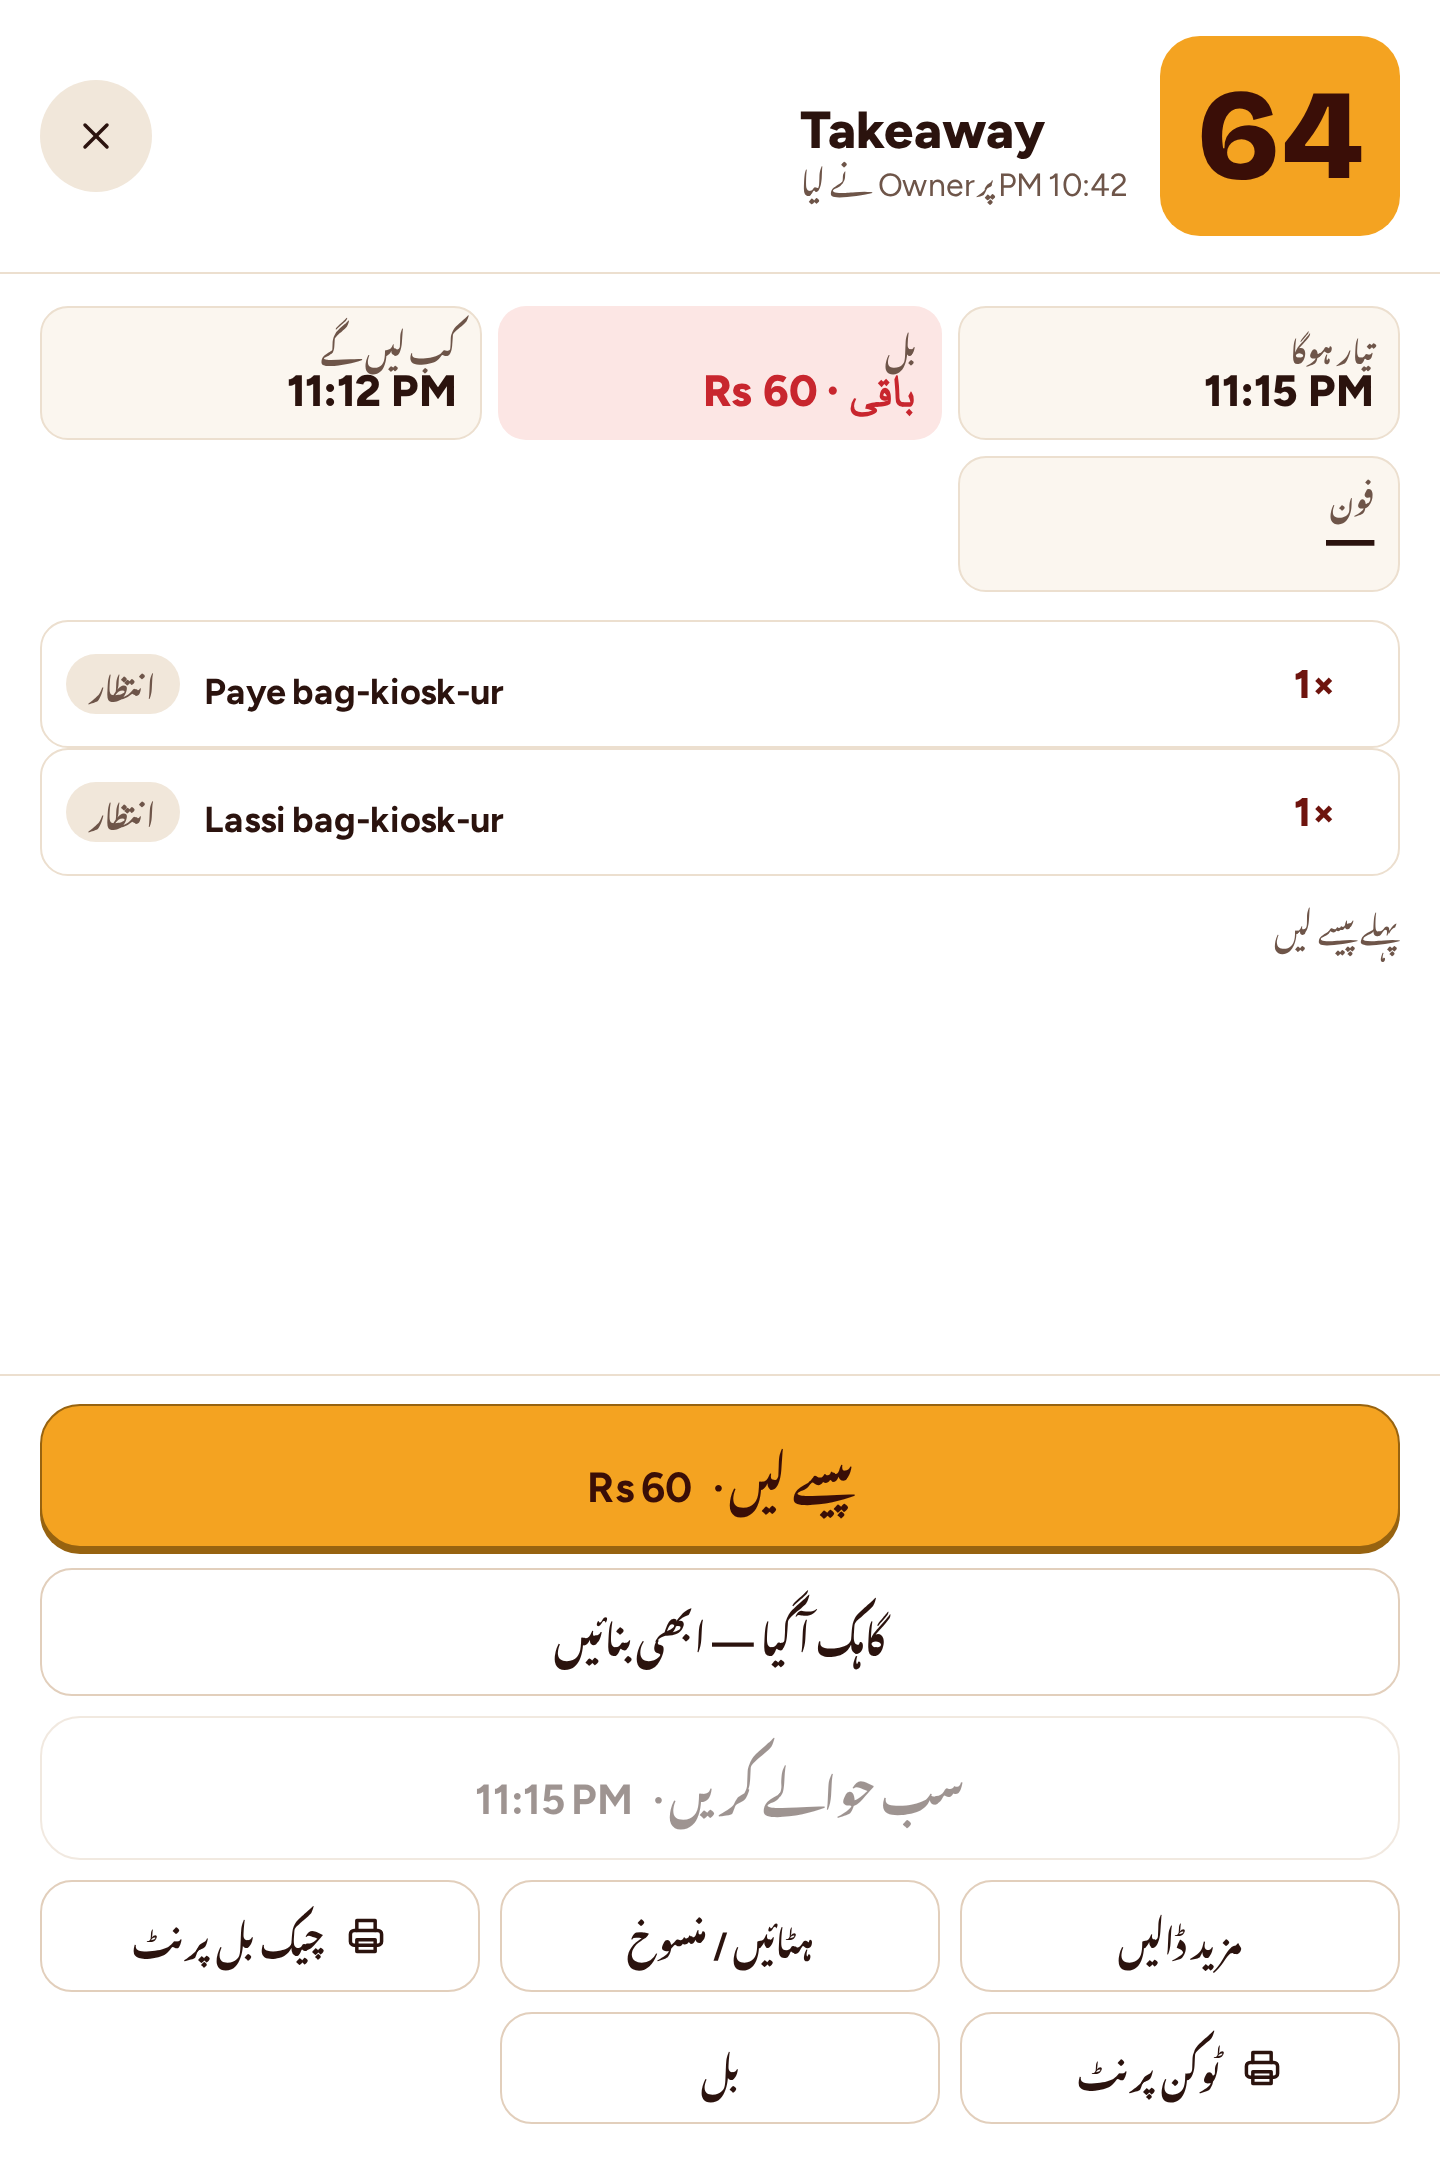 64
Takeaway
10:42 PM پر Owner نے لیا
تیار ہوگا
11:15 PM
بل
Rs 60 · باقی
کب لیں گے
11:12 PM
فون
—
1× Paye bag-kiosk-ur انتظار
1× Lassi bag-kiosk-ur انتظار
پہلے پیسے لیں
پیسے لیں · Rs 60
گاہک آ گیا — ابھی بنائیں
سب حوالے کریں · 11:15 PM
مزید ڈالیں
ہٹائیں / منسوخ
چیک بل پرنٹ
ٹوکن پرنٹ
بل